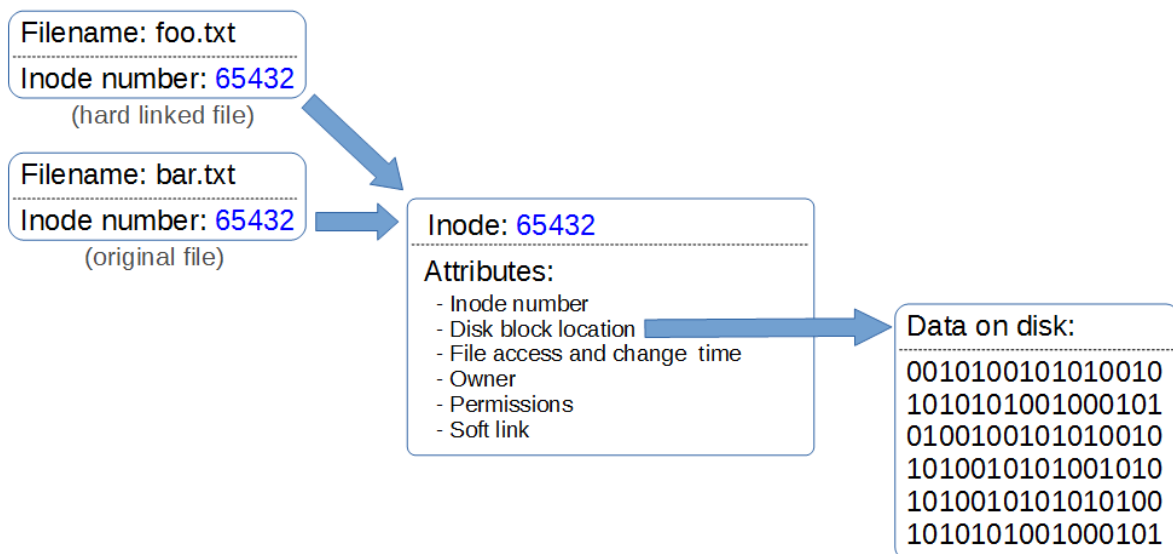 Filename: foo.txt
Inode number: 65432
(hard linked file)
Filename: bar.txt
Inode number: 65432
(original file)
Inode: 65432
Attributes:
- Inode number
- Disk block location
- File access and change time
- Owner
- Permissions
- Soft link
Data on disk:
0010100101010010
1010101001000101
0100100101010010
1010010101001010
1010010101010100
1010101001000101